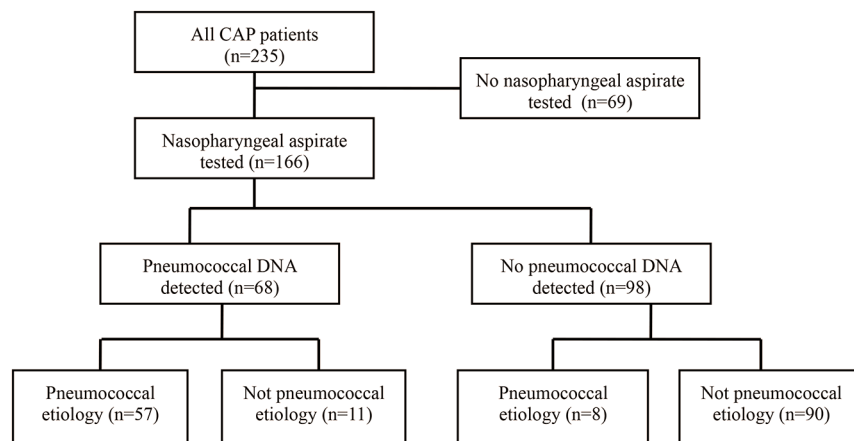 All CAP patients
(n=235)
No nasopharyngeal aspirate
tested (n=69)
Nasopharyngeal aspirate
tested (n=166)
Pneumococcal DNA
detected (n=68)
No pneumococcal DNA
detected (n=98)
Pneumococcal
etiology (n=57)
Not pneumococcal
etiology (n=11)
Pneumococcal
etiology (n=8)
Not pneumococcal
etiology (n=90)